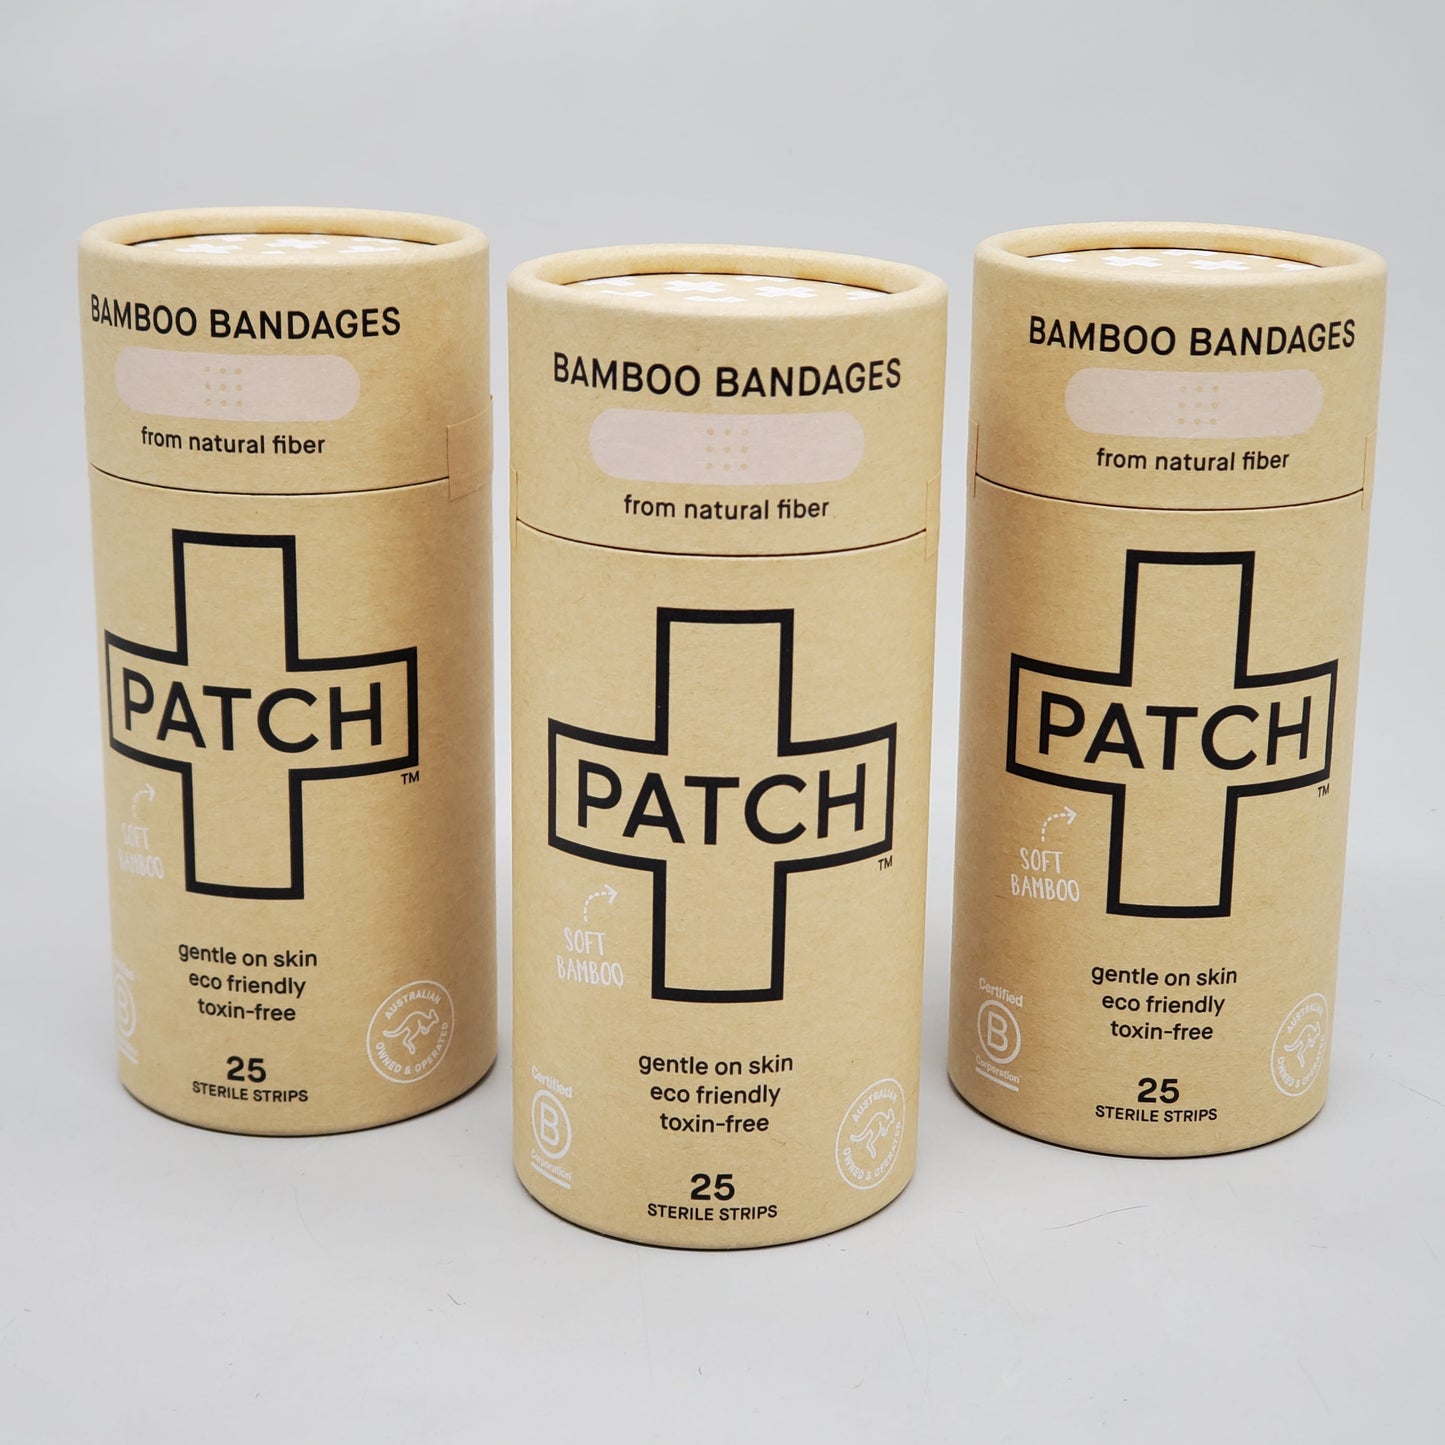 BAMBOO BANDAGES
from natural fiber
PATCH
TM
SOFT
BAMBOO
gentle on skin
eco friendly
toxin-free
25
STERILE STRIPS
B
AUSTRALIAN
OWNED & OPERATED
BAMBOO BANDAGES
from natural fiber
PATCH
TM
SOFT
BAMBOO
gentle on skin
eco friendly
toxin-free
25
STERILE STRIPS
Certified
B
Corporation
AUSTRALIAN
OWNED & OPERATED
BAMBOO BANDAGES
from natural fiber
PATCH
TM
SOFT
BAMBOO
gentle on skin
eco friendly
toxin-free
25
STERILE STRIPS
Certified
B
Corporation
AUSTRALIAN
OWNED & OPERATED